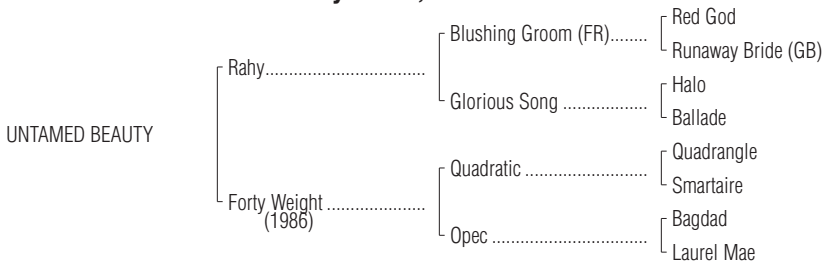 Red God
Blushing Groom (FR)........
Runaway Bride (GB)
Rahy.................................
Halo
Glorious Song ..................
Ballade
UNTAMED BEAUTY
Quadrangle
Quadratic ..........................
Smartaire
Forty Weight .....................
(1986)
Bagdad
Opec .................................
Laurel Mae